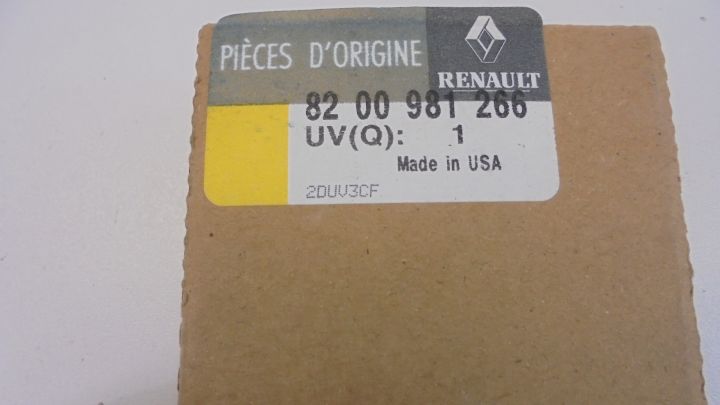 PIÈCES D'ORIGINE
RENAULT
82 00 981 266
UV(Q): 1
Made in USA
2DUV3CF